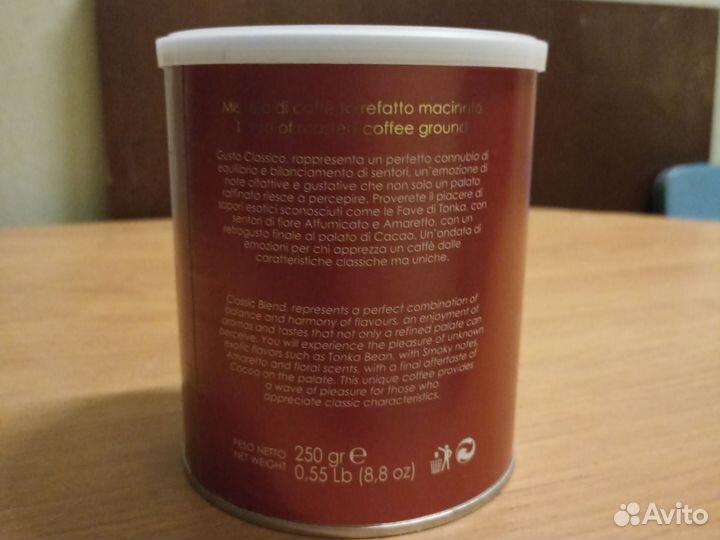 Miscela di caffè torrefatto macinato
Blend of roasted coffee ground
Gusto Classico, rappresenta un perfetto connubio di
equilibrio e bilanciamento di sentori, un'emozione di
note olfattive e gustative che non solo un palato
raffinato riesce a percepire. Proverete il piacere di
sapori esotici sconosciuti come le Fave di Tonka, con
sentori di fiore Affumicato e Amaretto, con un
retrogusto finale al palato di Cacao. Un'ondata di
emozioni per chi apprezza un caffè dalle
caratteristiche classiche ma uniche.
Classic Blend, represents a perfect combination of
balance and harmony of flavours, an enjoyment of
aromas and tastes that not only a refined palate can
perceive. You will experience the pleasure of unknown
exotic flavors such as Tonka Bean, with Smoky notes,
Amaretto and floral scents, with a final aftertaste of
Cocoa on the palate. This unique coffee provides
a wave of pleasure for those who
appreciate classic characteristics.
PESO NETTO
NET WEIGHT
250 gr ℮
0,55 Lb (8,8 oz)
Avito